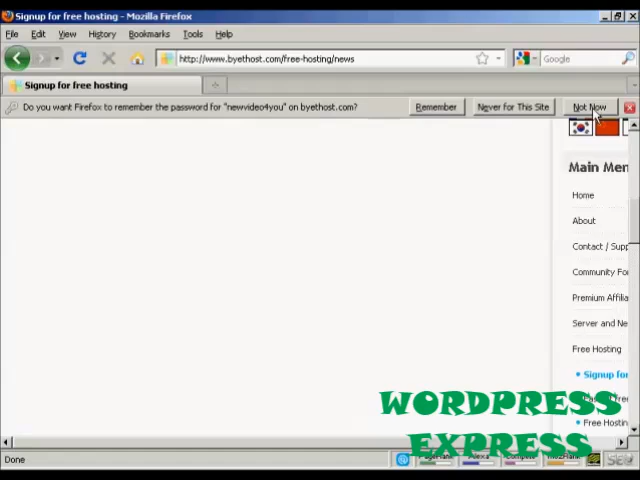 Signup for free hosting - Mozilla Firefox
File Edit View History Bookmarks Tools Help
http://www.byethost.com/free-hosting/news
Google
Signup for free hosting
Do you want Firefox to remember the password for "newvideo4you" on byethost.com? Remember Never for This Site Not Now
Main Men
Home
About
Contact / Supp
Community Fo
Premium Affilia
Server and Ne
Free Hosting
Signup for
Free Hostin
WORDPRESS
EXPRESS
Done